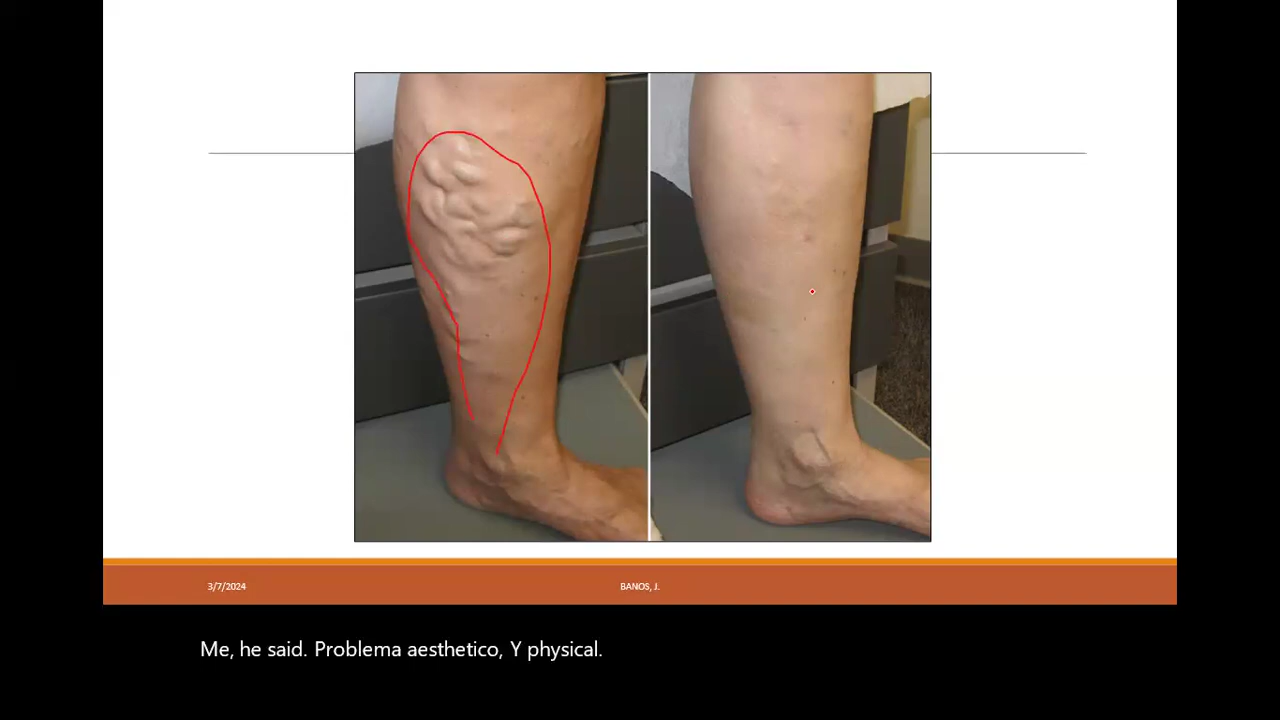 3/7/2024
BANOS, J.
Me, he said. Problema aesthetico, Y physical.